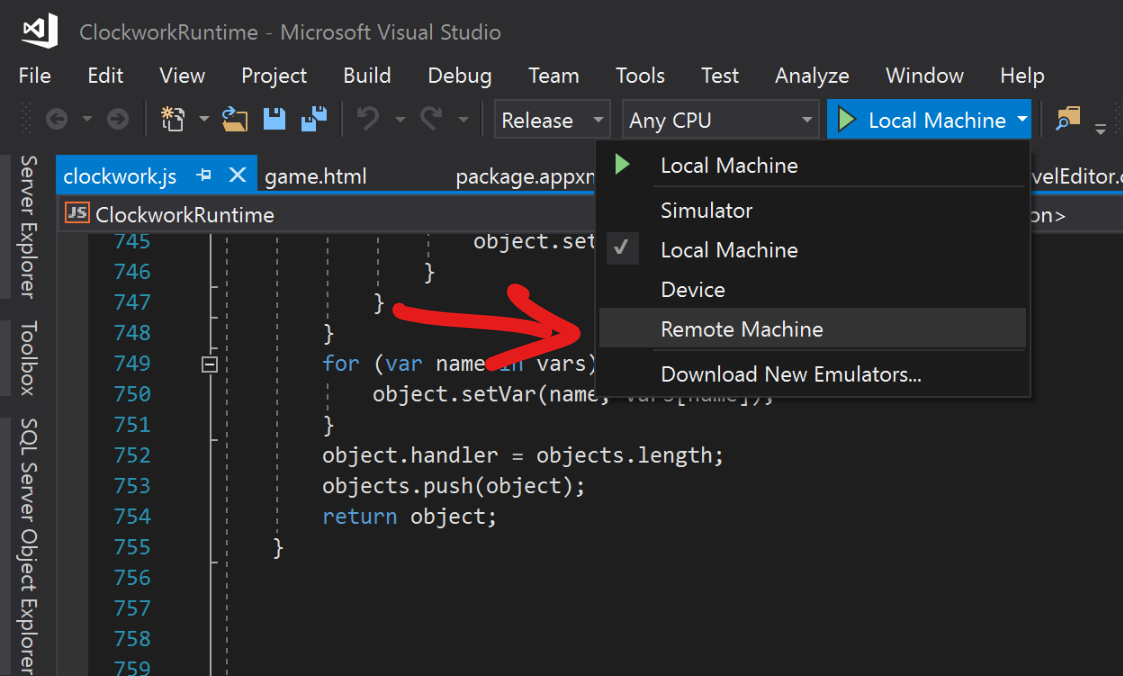 ClockworkRuntime - Microsoft Visual Studio
File Edit View Project Build Debug Team Tools Test Analyze Window Help
Release Any CPU Local Machine
clockwork.js game.html package.appxm velEditor.c
JS ClockworkRuntime on>
Local Machine
Simulator
Local Machine
Device
Remote Machine
Download New Emulators...
Server Explorer
Toolbox
SQL Server Object Explorer
745 object.set
746 }
747 }
748 }
749 for (var name in vars)
750 object.setVar(name, vars[name]);
751 }
752 object.handler = objects.length;
753 objects.push(object);
754 return object;
755 }
756
757
758
759